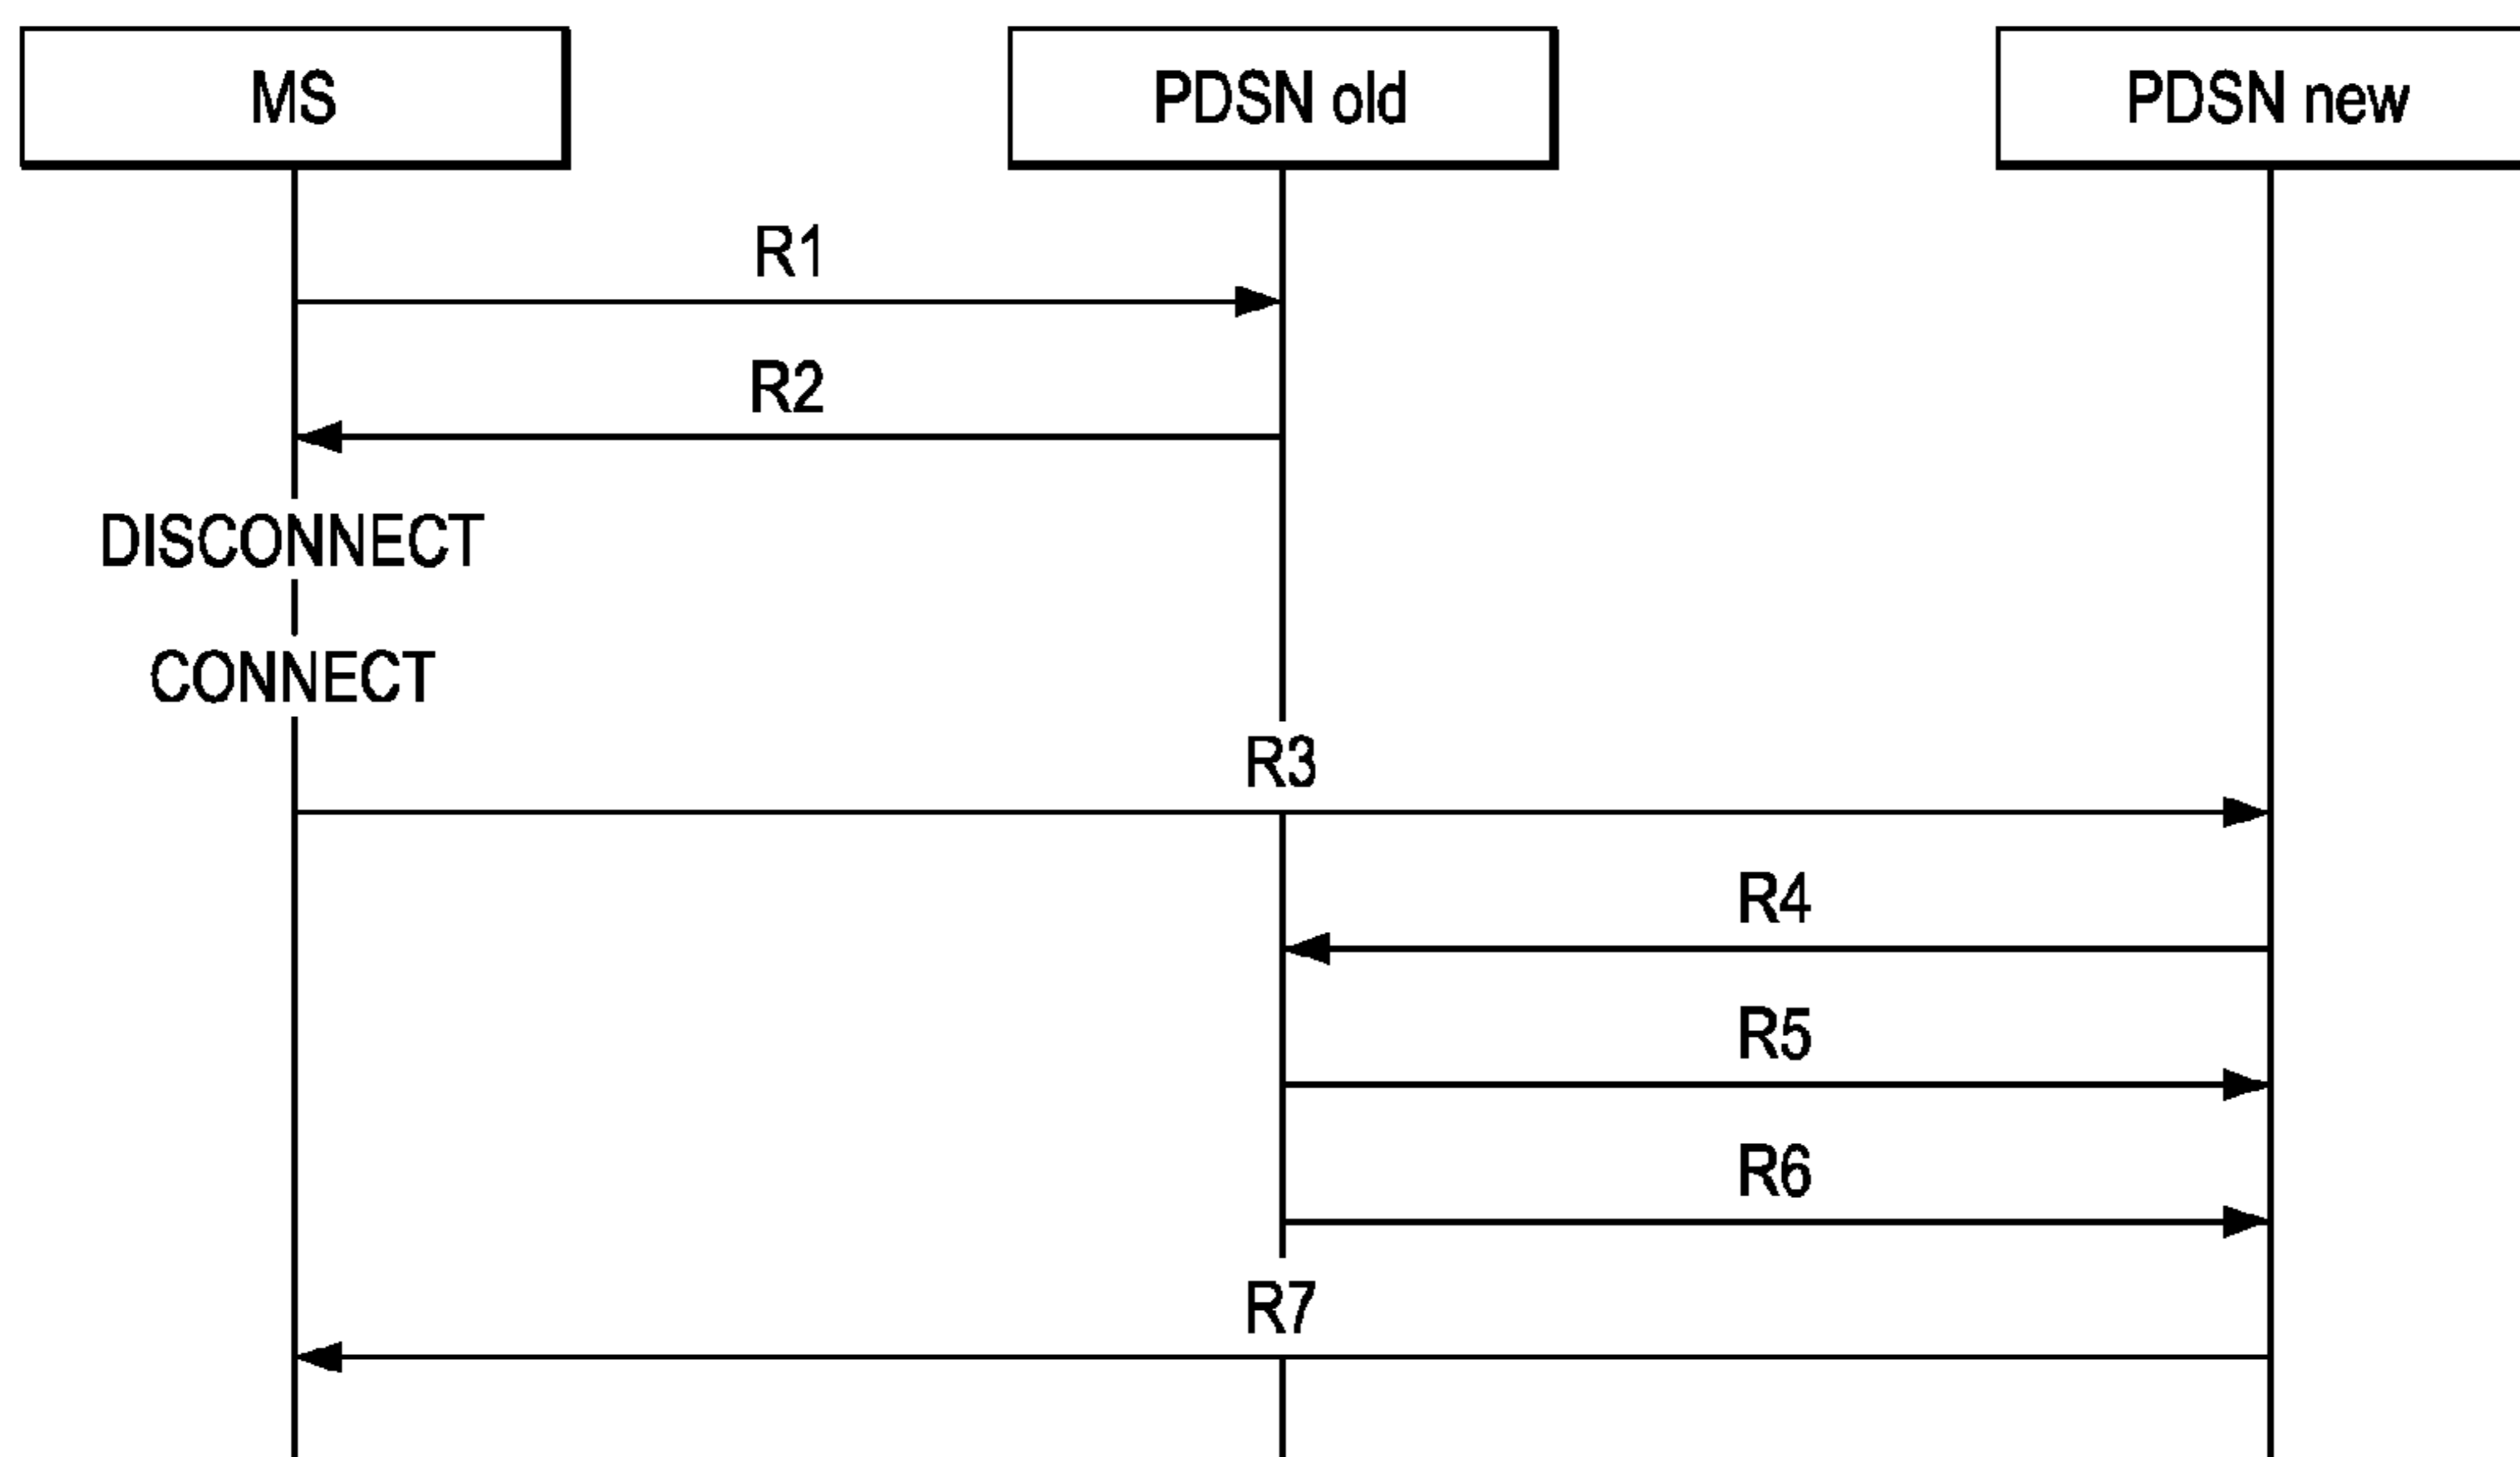 MS
PDSN old
PDSN new
R1
R2
DISCONNECT
CONNECT
R3
R4
R5
R6
R7